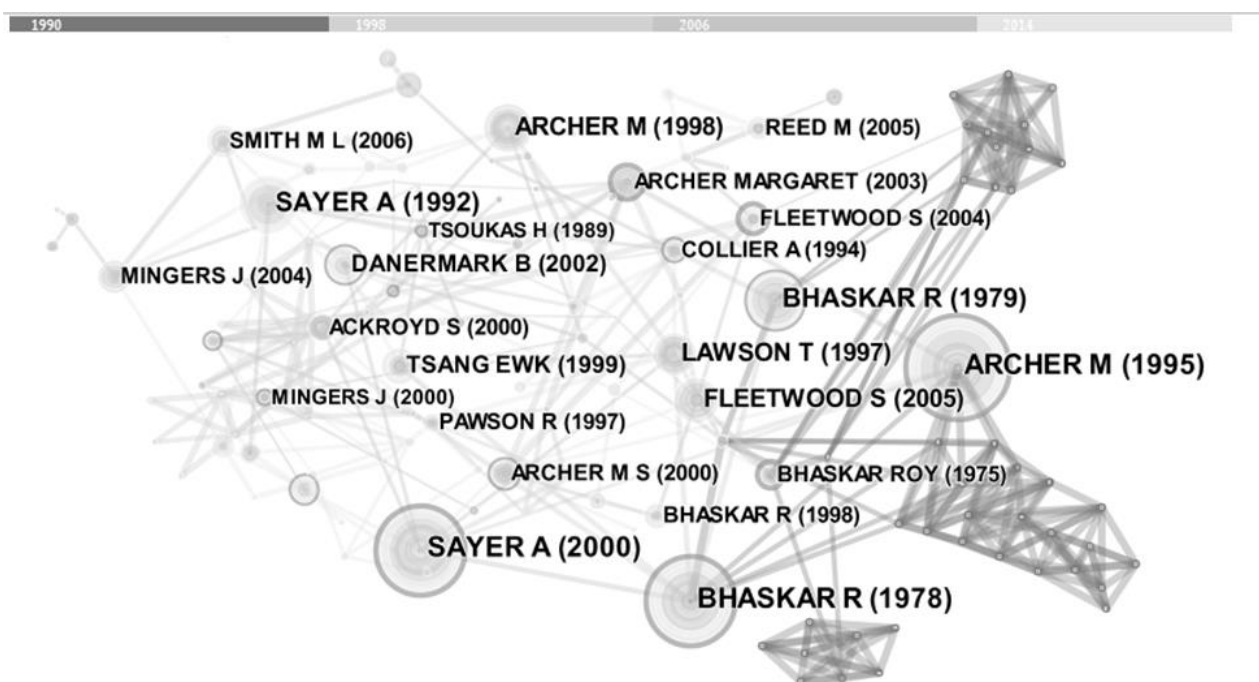 1990 1998 2006 2014
ARCHER M (1998)
REED M (2005)
SMITH M L (2006)
ARCHER MARGARET (2003)
SAYER A (1992)
FLEETWOOD S (2004)
TSOUKAS H (1989)
COLLIER A (1994)
DANERMARK B (2002)
MINGERS J (2004)
BHASKAR R (1979)
ACKROYD S (2000)
LAWSON T (1997)
TSANG EWK (1999)
ARCHER M (1995)
MINGERS J (2000)
FLEETWOOD S (2005)
PAWSON R (1997)
ARCHER M S (2000)
BHASKAR ROY (1975)
BHASKAR R (1998)
SAYER A (2000)
BHASKAR R (1978)